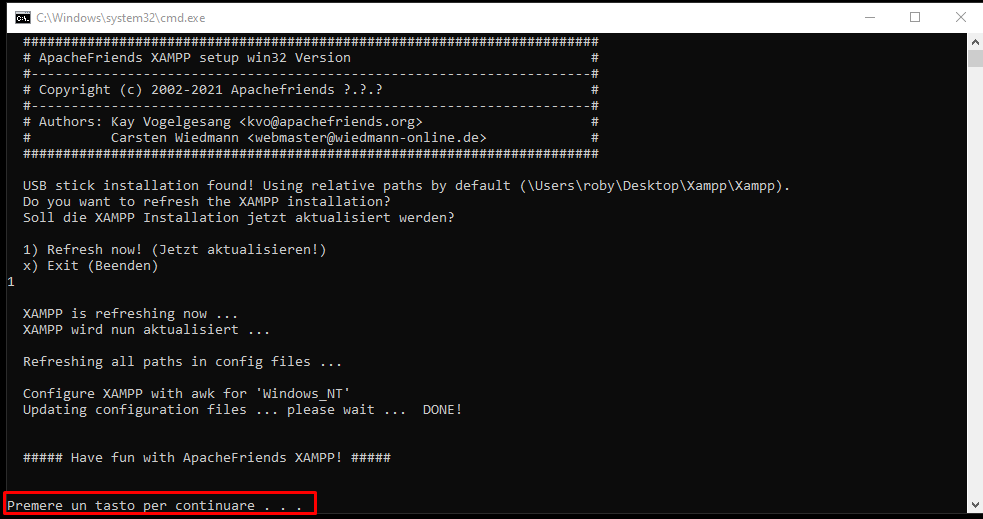 C:\Windows\system32\cmd.exe
########################################################################
# ApacheFriends XAMPP setup win32 Version                              #
#----------------------------------------------------------------------#
# Copyright (c) 2002-2021 Apachefriends ?.?.?                          #
#----------------------------------------------------------------------#
# Authors: Kay Vogelgesang <kvo@apachefriends.org>                     #
#          Carsten Wiedmann <webmaster@wiedmann-online.de>             #
########################################################################
USB stick installation found! Using relative paths by default (\Users\roby\Desktop\Xampp\Xampp).
Do you want to refresh the XAMPP installation?
Soll die XAMPP Installation jetzt aktualisiert werden?
1) Refresh now! (Jetzt aktualisieren!)
x) Exit (Beenden)
1
XAMPP is refreshing now ...
XAMPP wird nun aktualisiert ...
Refreshing all paths in config files ...
Configure XAMPP with awk for 'Windows_NT'
Updating configuration files ... please wait ...  DONE!
##### Have fun with ApacheFriends XAMPP! #####
Premere un tasto per continuare . . .